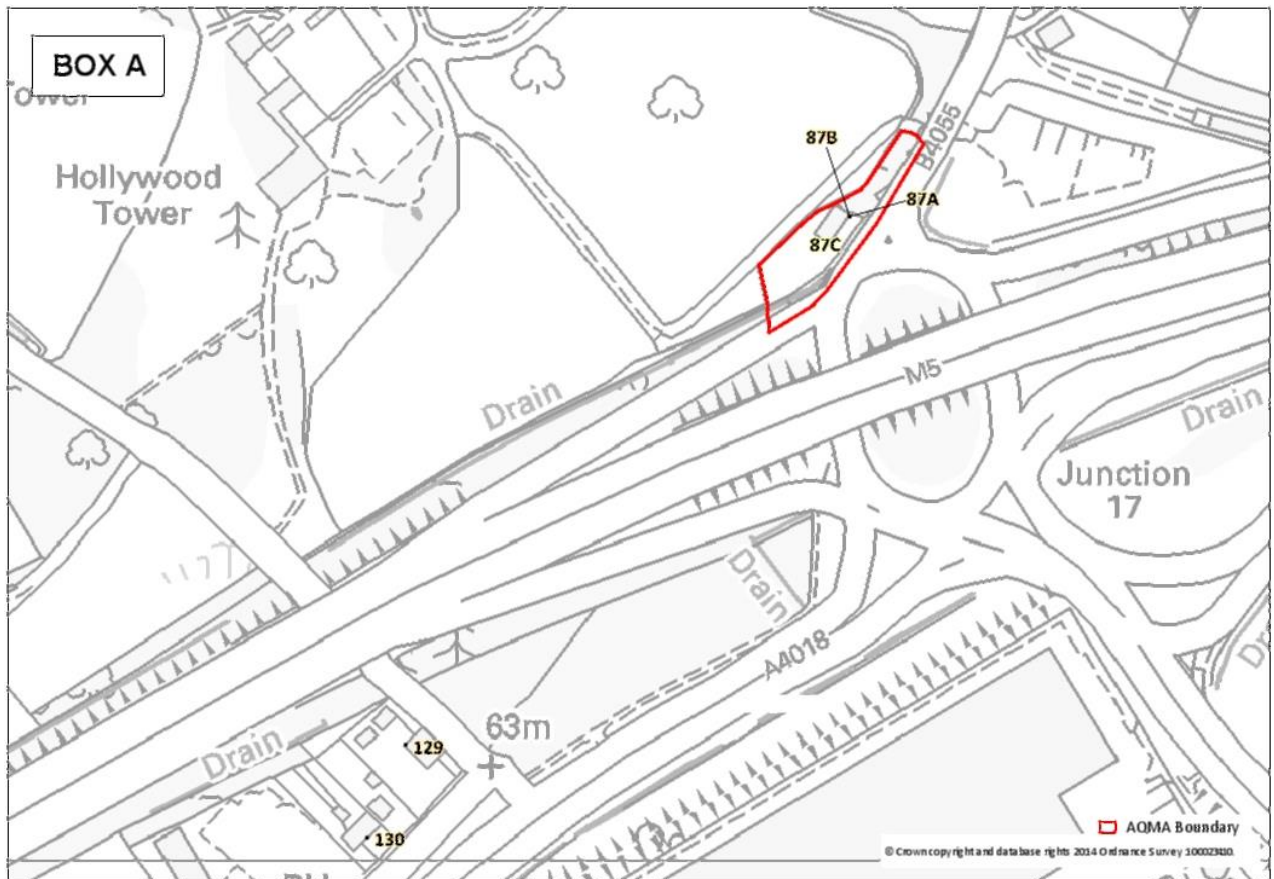 BOX A
Tower
Hollywood
Tower
87B
87A
87C
B4055
M5
Drain
Drain
Junction
17
Drain
A4018
63m
Drain
129
130
AQMA Boundary
© Crown copyright and database rights 2014 Ordnance Survey 100023410.